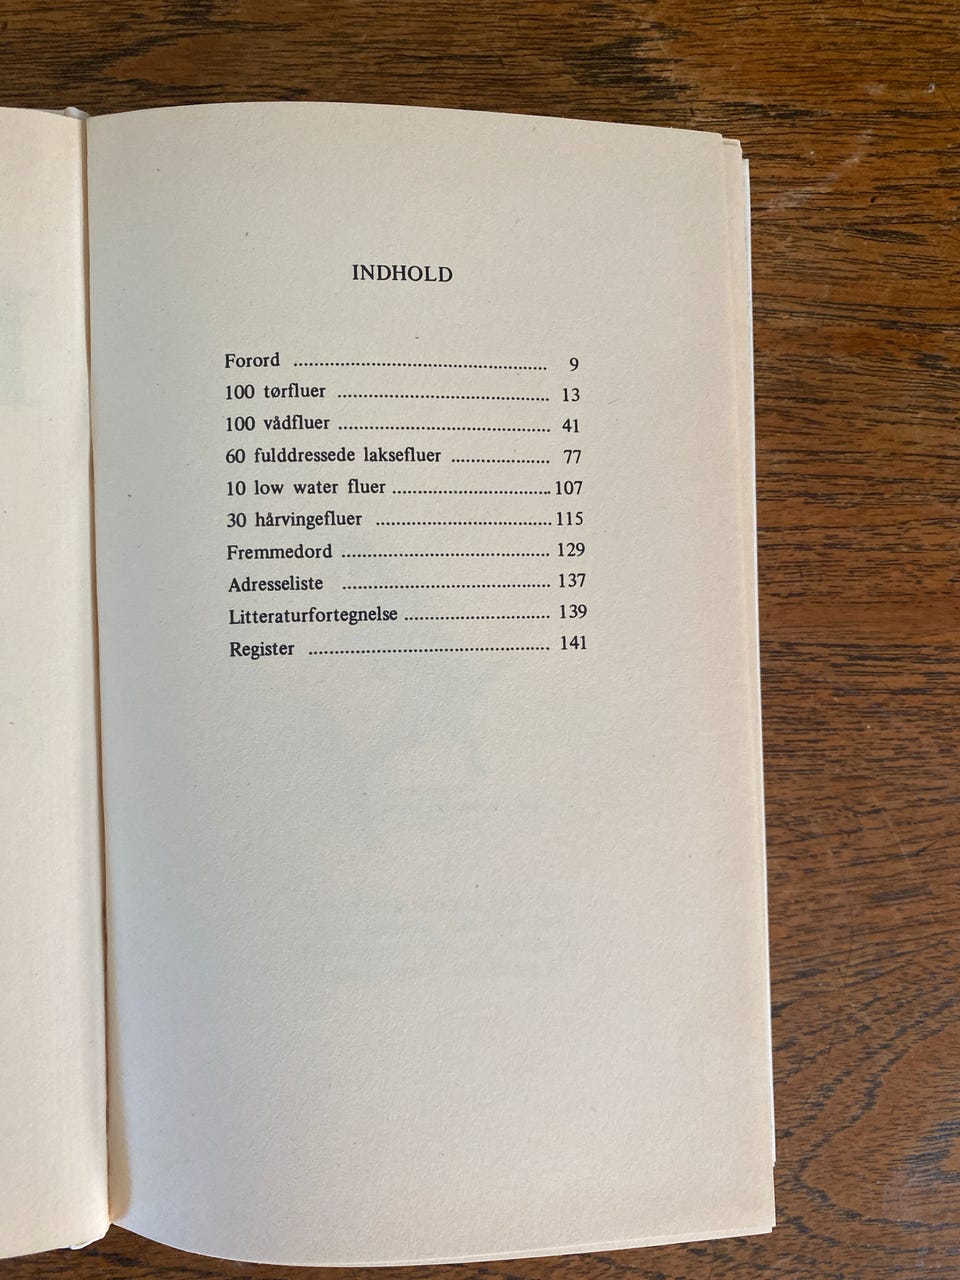 INDHOLD
Forord ................................................. 9
100 tørfluer ......................................... 13
100 vådfluer ......................................... 41
60 fulddressede laksefluer ................... 77
10 low water fluer ............................... 107
30 hårvingefluer .................................. 115
Fremmedord ........................................ 129
Adresseliste ........................................ 137
Litteraturfortegnelse ............................ 139
Register ............................................... 141